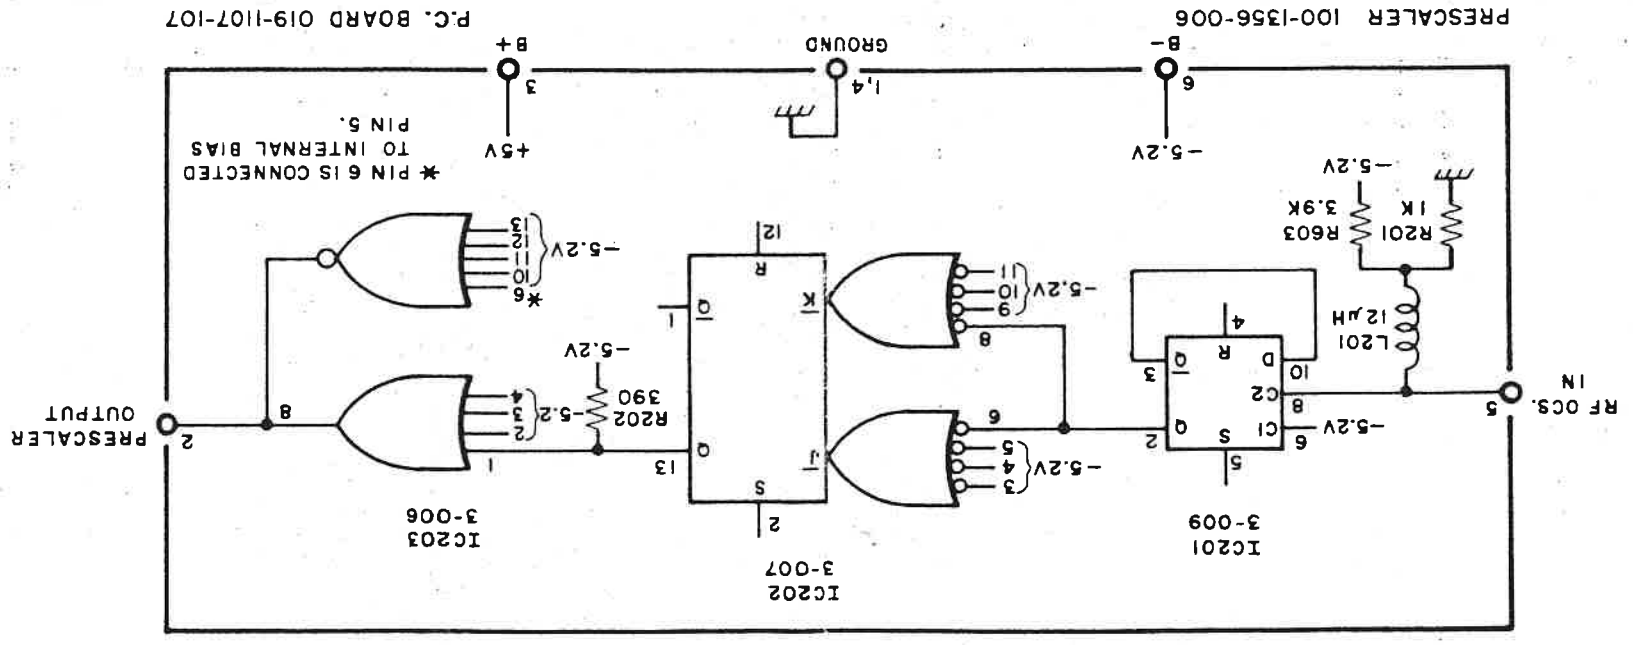 IC202
3-007
IC201
3-009
IC203
3-006
2
S
J
K
Q
Q
R
13
1
12
-5.2V
3
4
5
6
8
9
10
11
-5.2V
5
S
-5.2V
6
C1
8
C2
10
D
R
4
Q
2
Q
3
RF OCS.
IN
5
L201
12μH
R201
1K
R603
3.9K
-5.2V
R202
390
-5.2V
1
-5.2
2
3
4
8
2
PRESCALER
OUTPUT
*6
10
11
12
13
-5.2V
* PIN 6 IS CONNECTED
TO INTERNAL BIAS
PIN 5.
-5.2V
6
B-
1,4
GROUND
+5V
3
B+
PRESCALER 100-1356-006
P.C. BOARD 019-1107-107